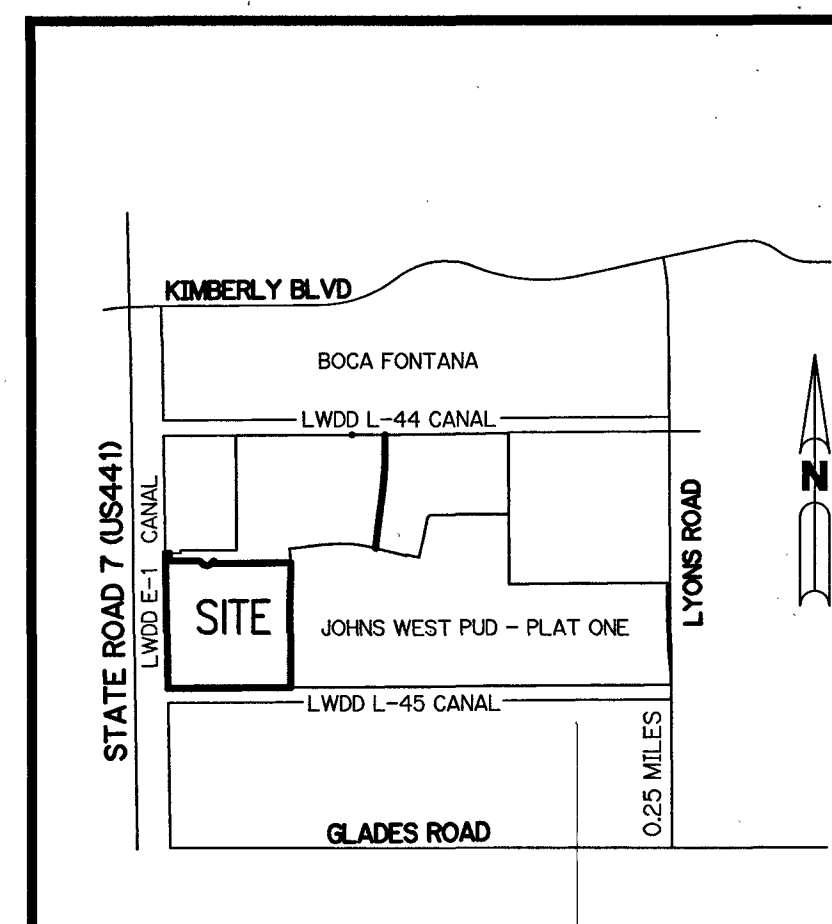 KIMBERLY BLVD
BOCA FONTANA
LWDD L-44 CANAL
STATE ROAD 7 (US441)
LWDD E-1 CANAL
LYONS ROAD
N
SITE
JOHNS WEST PUD - PLAT ONE
LWDD L-45 CANAL
0.25 MILES
GLADES ROAD